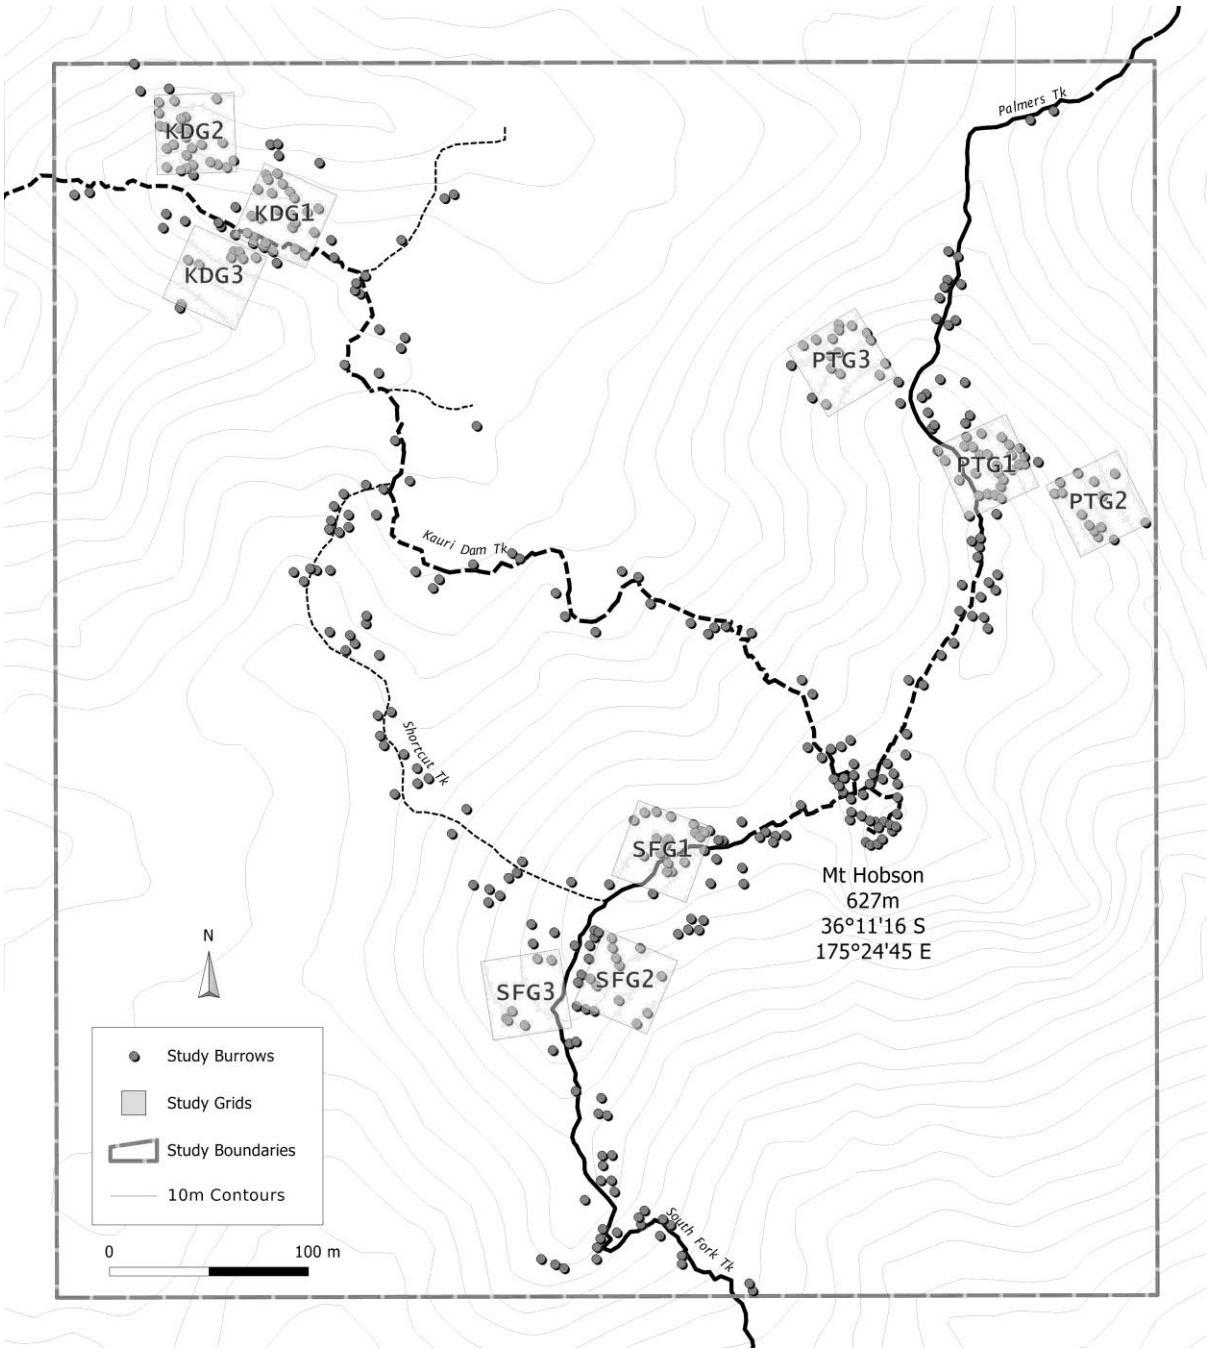 Palmers Tk
KDG2
KDG1
KDG3
PTG3
PTG1
PTG2
Kauri Dam Tk
Shortcut Tk
SFG1
Mt Hobson
627m
36°11'16 S
175°24'45 E
N
SFG2
SFG3
Study Burrows
Study Grids
Study Boundaries
10m Contours
South Fork Tk
0 100 m